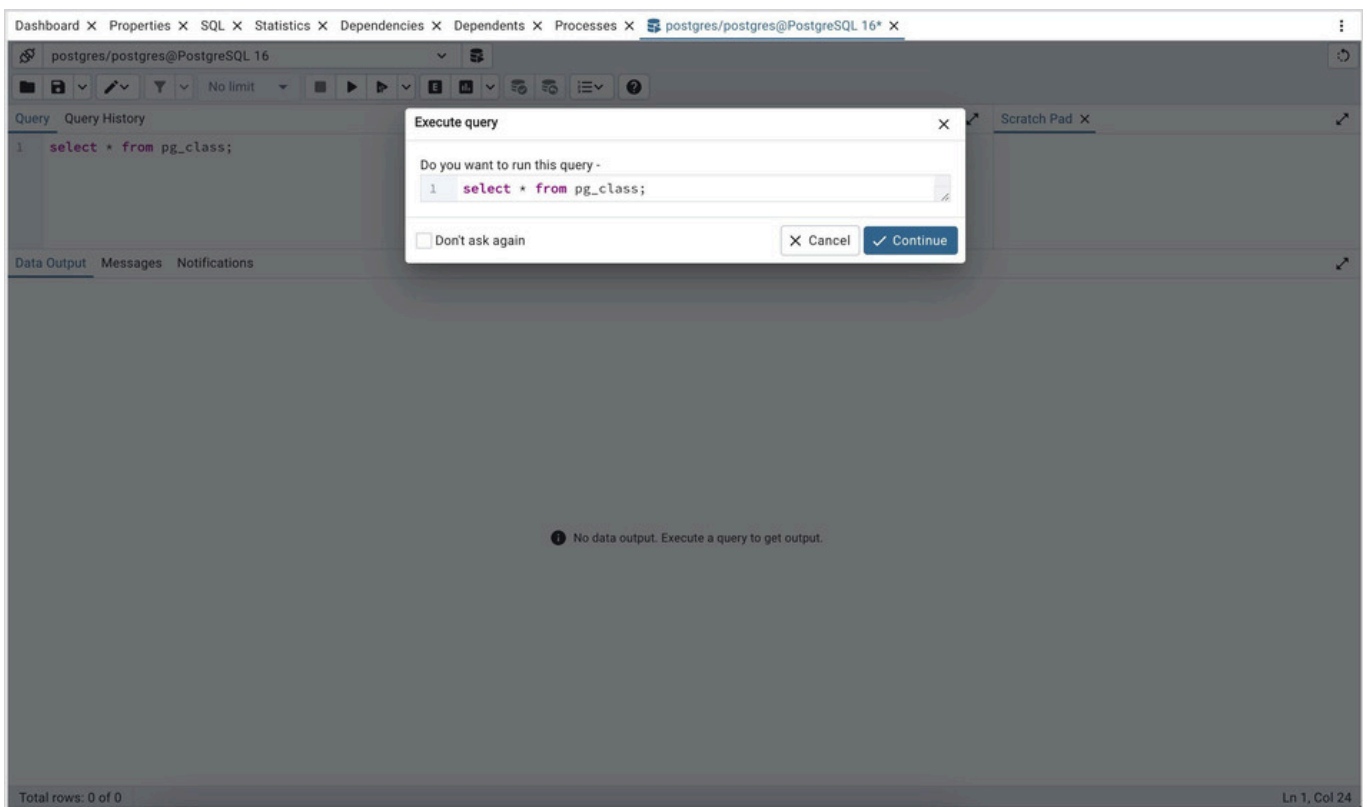 Dashboard Properties SQL Statistics Dependencies Dependents Processes postgres/postgres@PostgreSQL 16*
postgres/postgres@PostgreSQL 16
No limit
Query Query History
Scratch Pad
1 select * from pg_class;
Execute query
Do you want to run this query -
1 select * from pg_class;
Don't ask again
Cancel
Continue
Data Output Messages Notifications
No data output. Execute a query to get output.
Total rows: 0 of 0
Ln 1, Col 24